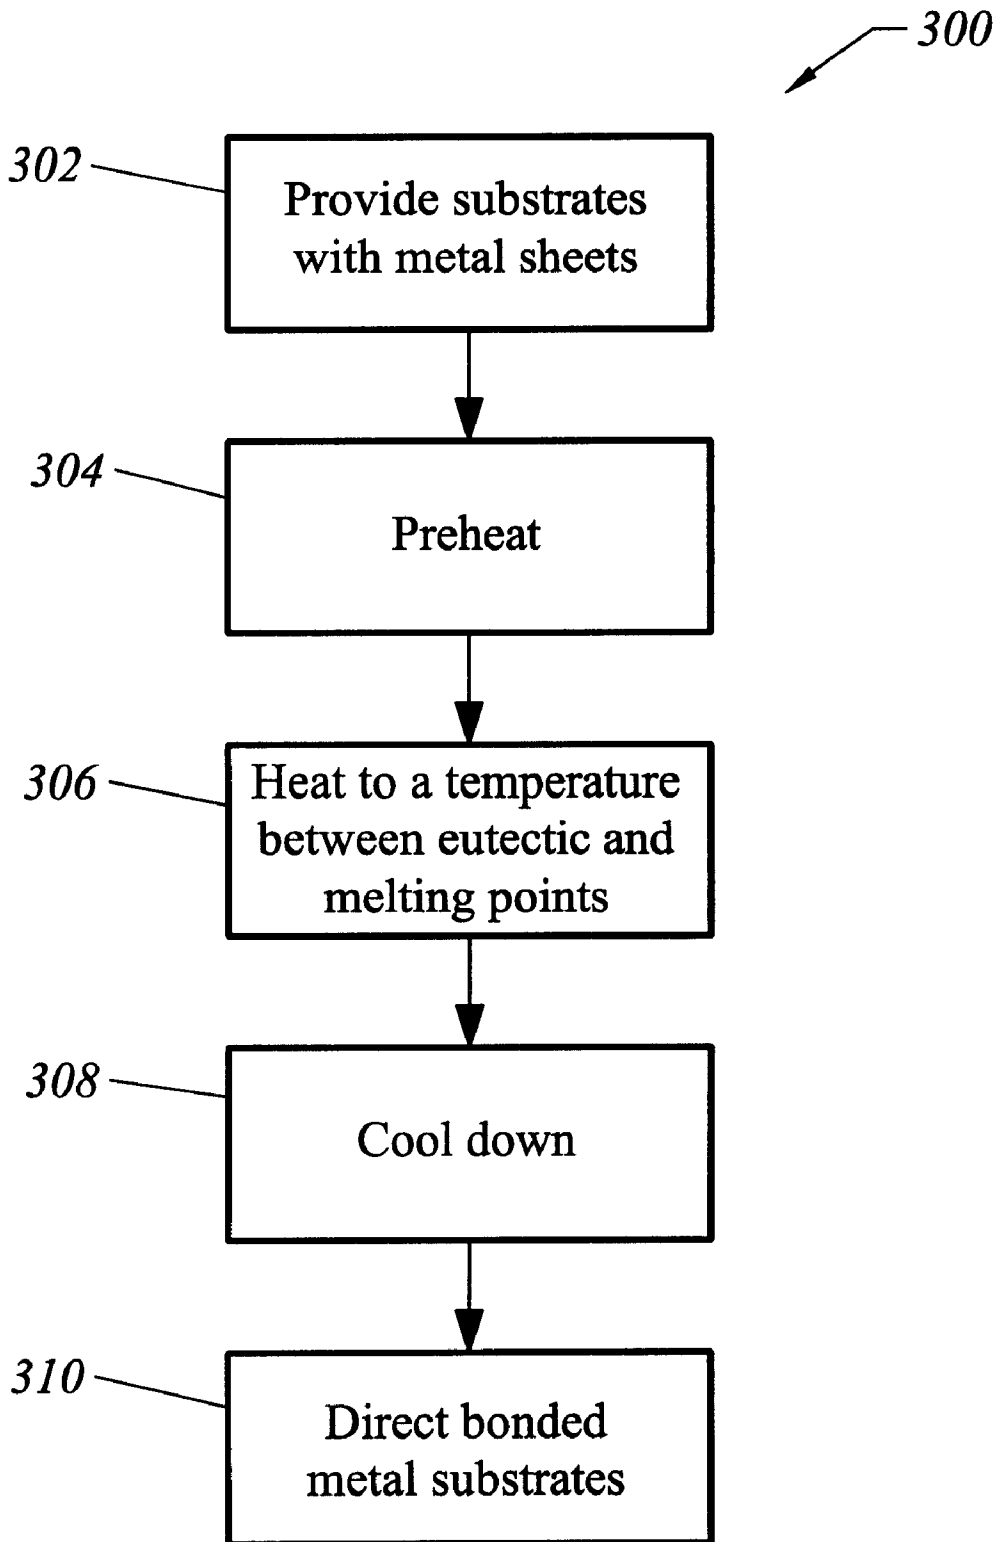 300
302
Provide substrates
with metal sheets
304
Preheat
306
Heat to a temperature
between eutectic and
melting points
308
Cool down
310
Direct bonded
metal substrates